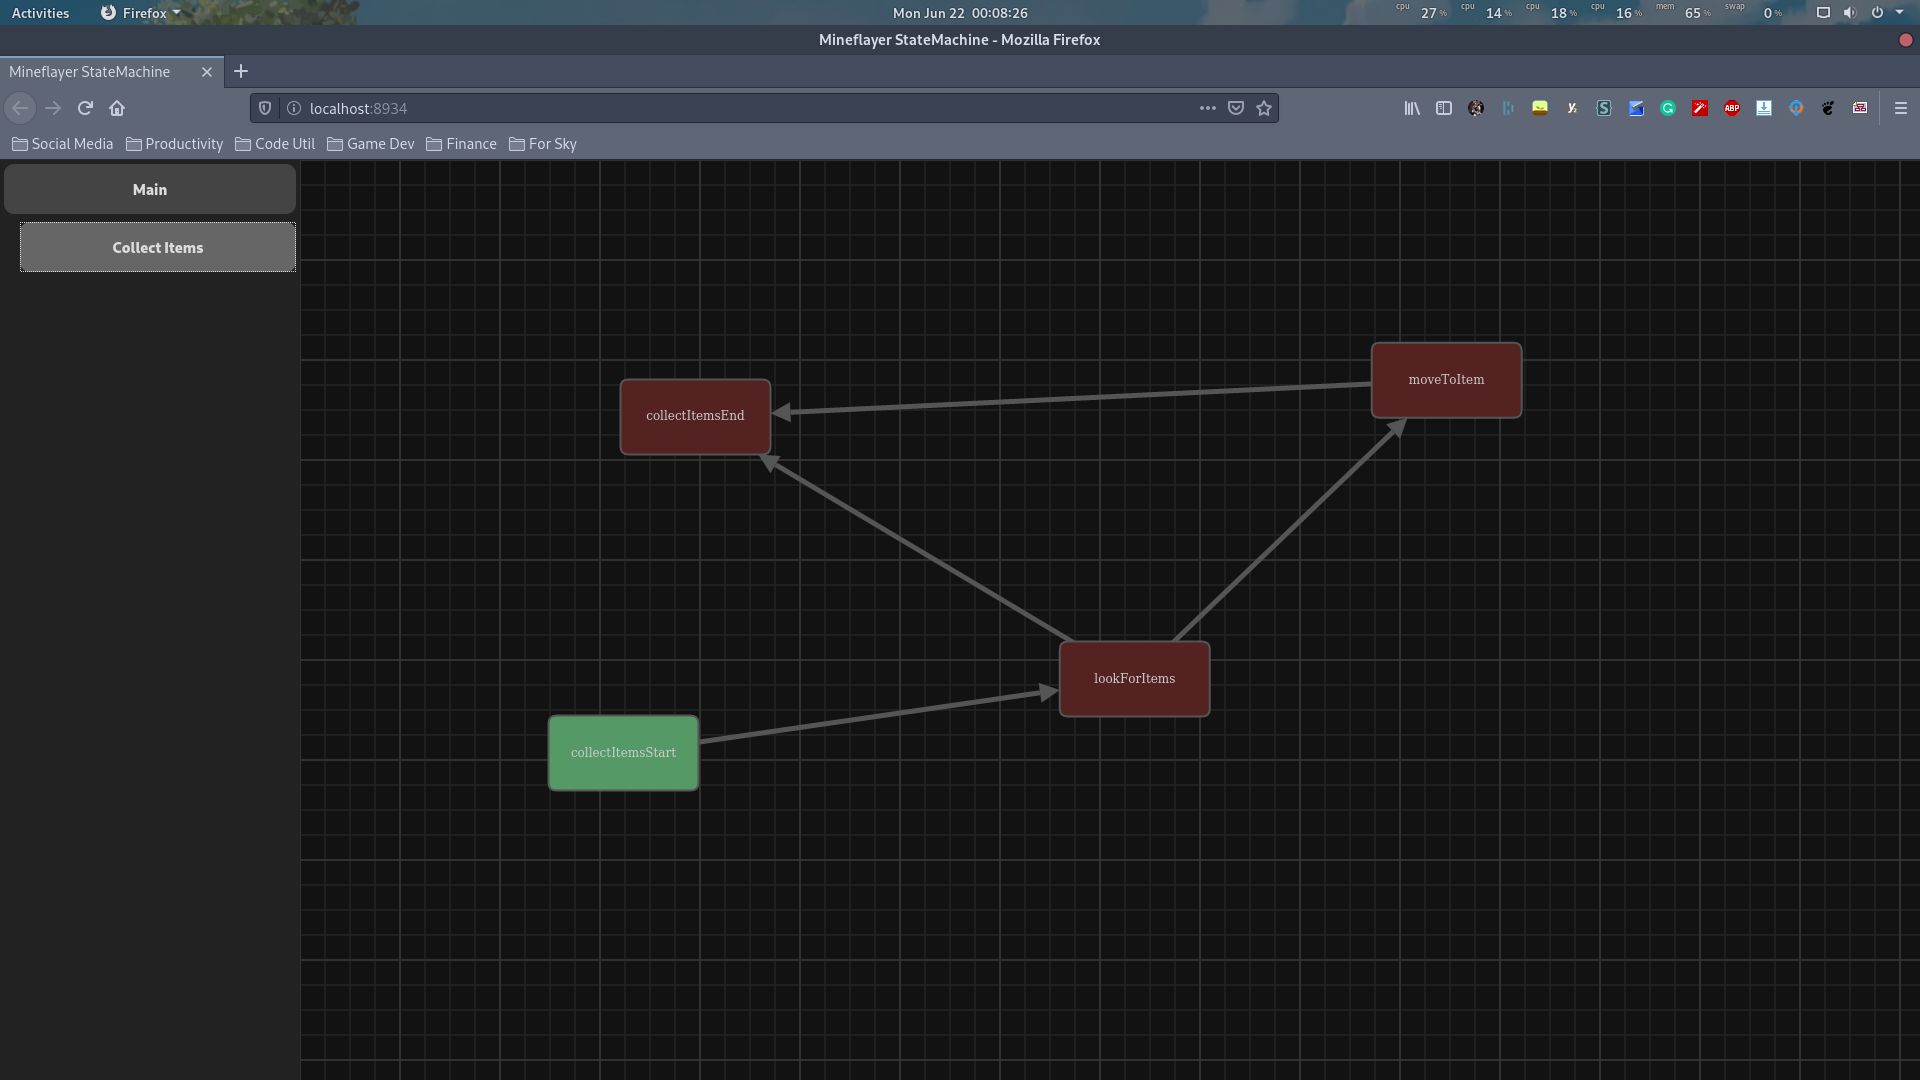 Activities Firefox Mon Jun 22 00:08:26 cpu 27 % cpu 14 % cpu 18 % cpu 16 % mem 65 % swap 0 %
Mineflayer StateMachine - Mozilla Firefox
Mineflayer StateMachine
localhost:8934
Social Media Productivity Code Util Game Dev Finance For Sky
Main
Collect Items
moveToItem
collectItemsEnd
lookForItems
collectItemsStart